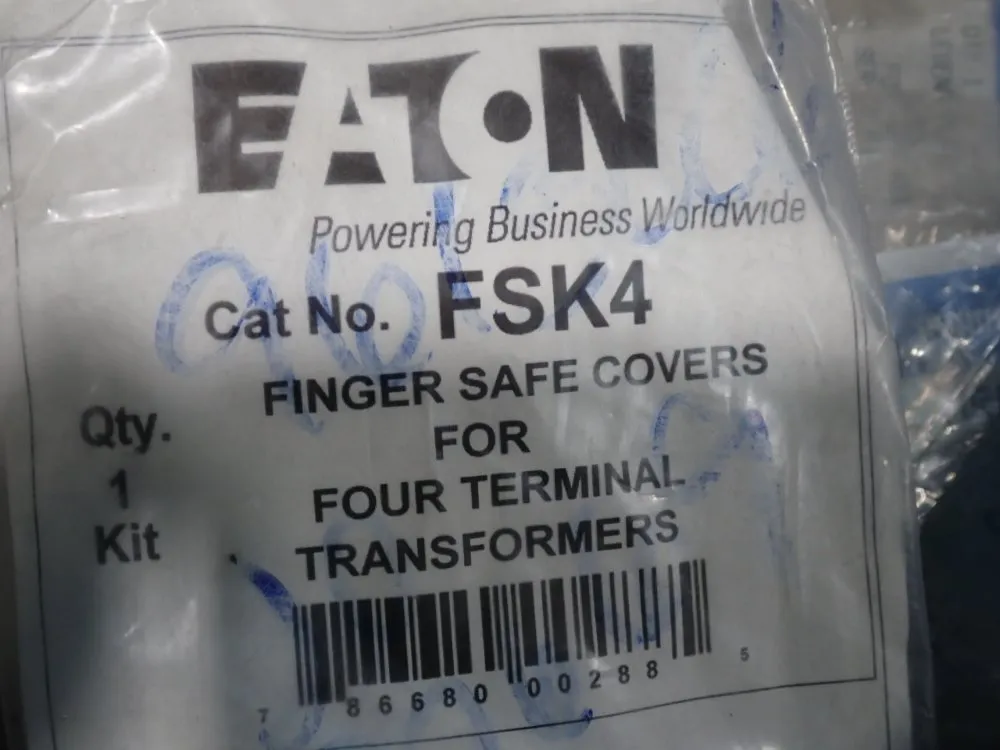 EATON
Powering Business Worldwide
Cat No. FSK4
FINGER SAFE COVERS
FOR
FOUR TERMINAL
TRANSFORMERS
Qty.
1
Kit
7 86680 00288 5